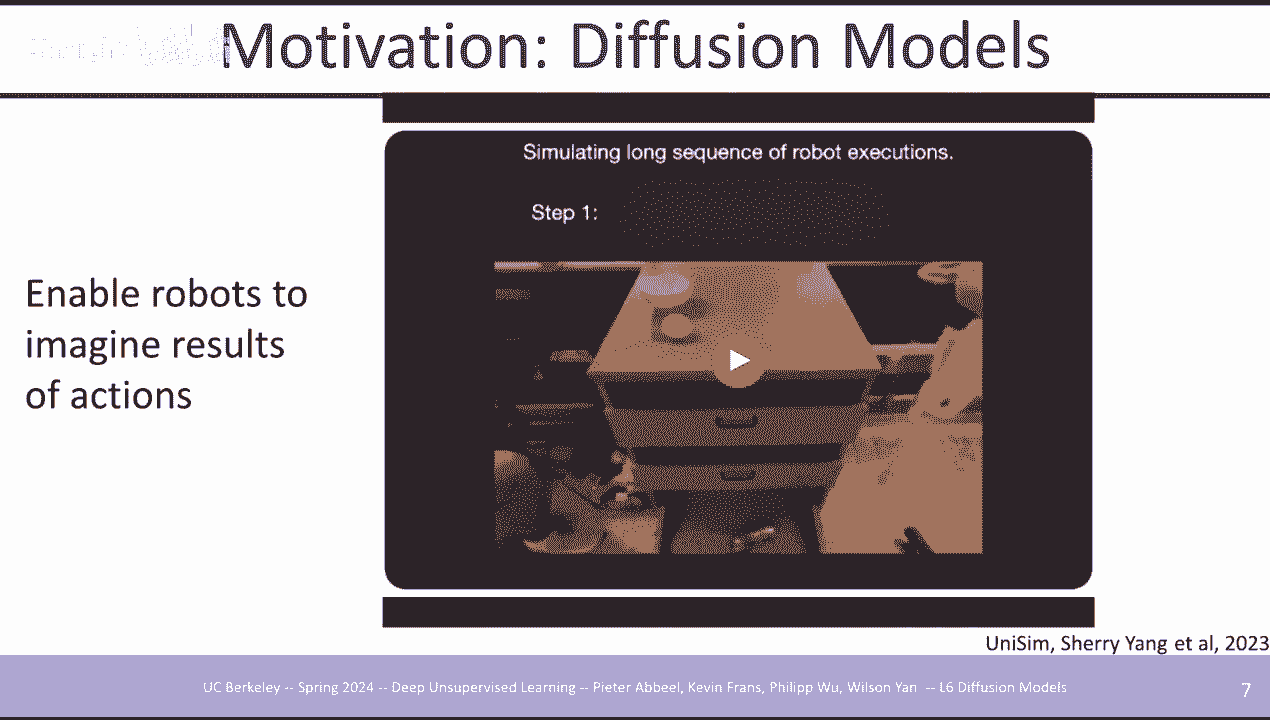 Motivation: Diffusion Models
Simulating long sequence of robot executions.
Step 1:
Enable robots to
imagine results
of actions
UniSim, Sherry Yang et al, 2023
UC Berkeley -- Spring 2024 -- Deep Unsupervised Learning -- Pieter Abbeel, Kevin Frans, Philipp Wu, Wilson Yan -- L6 Diffusion Models
7